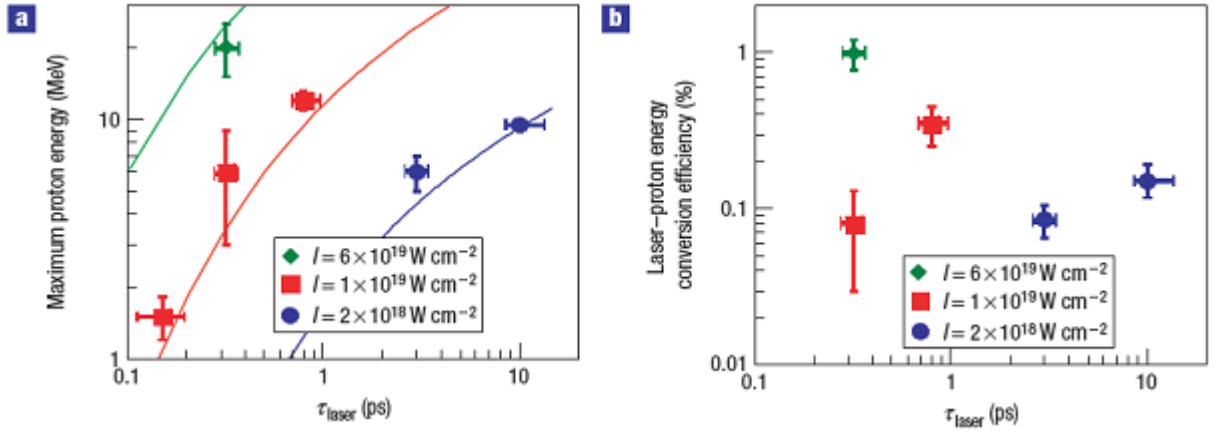 a
Maximum proton energy (MeV)
10
1
0.1
1
10
τlaser (ps)
I = 6 × 10¹⁹ W cm⁻²
I = 1 × 10¹⁹ W cm⁻²
I = 2 × 10¹⁸ W cm⁻²
b
Laser–proton energy
conversion efficiency (%)
1
0.1
0.01
0.1
1
10
τlaser (ps)
I = 6 × 10¹⁹ W cm⁻²
I = 1 × 10¹⁹ W cm⁻²
I = 2 × 10¹⁸ W cm⁻²